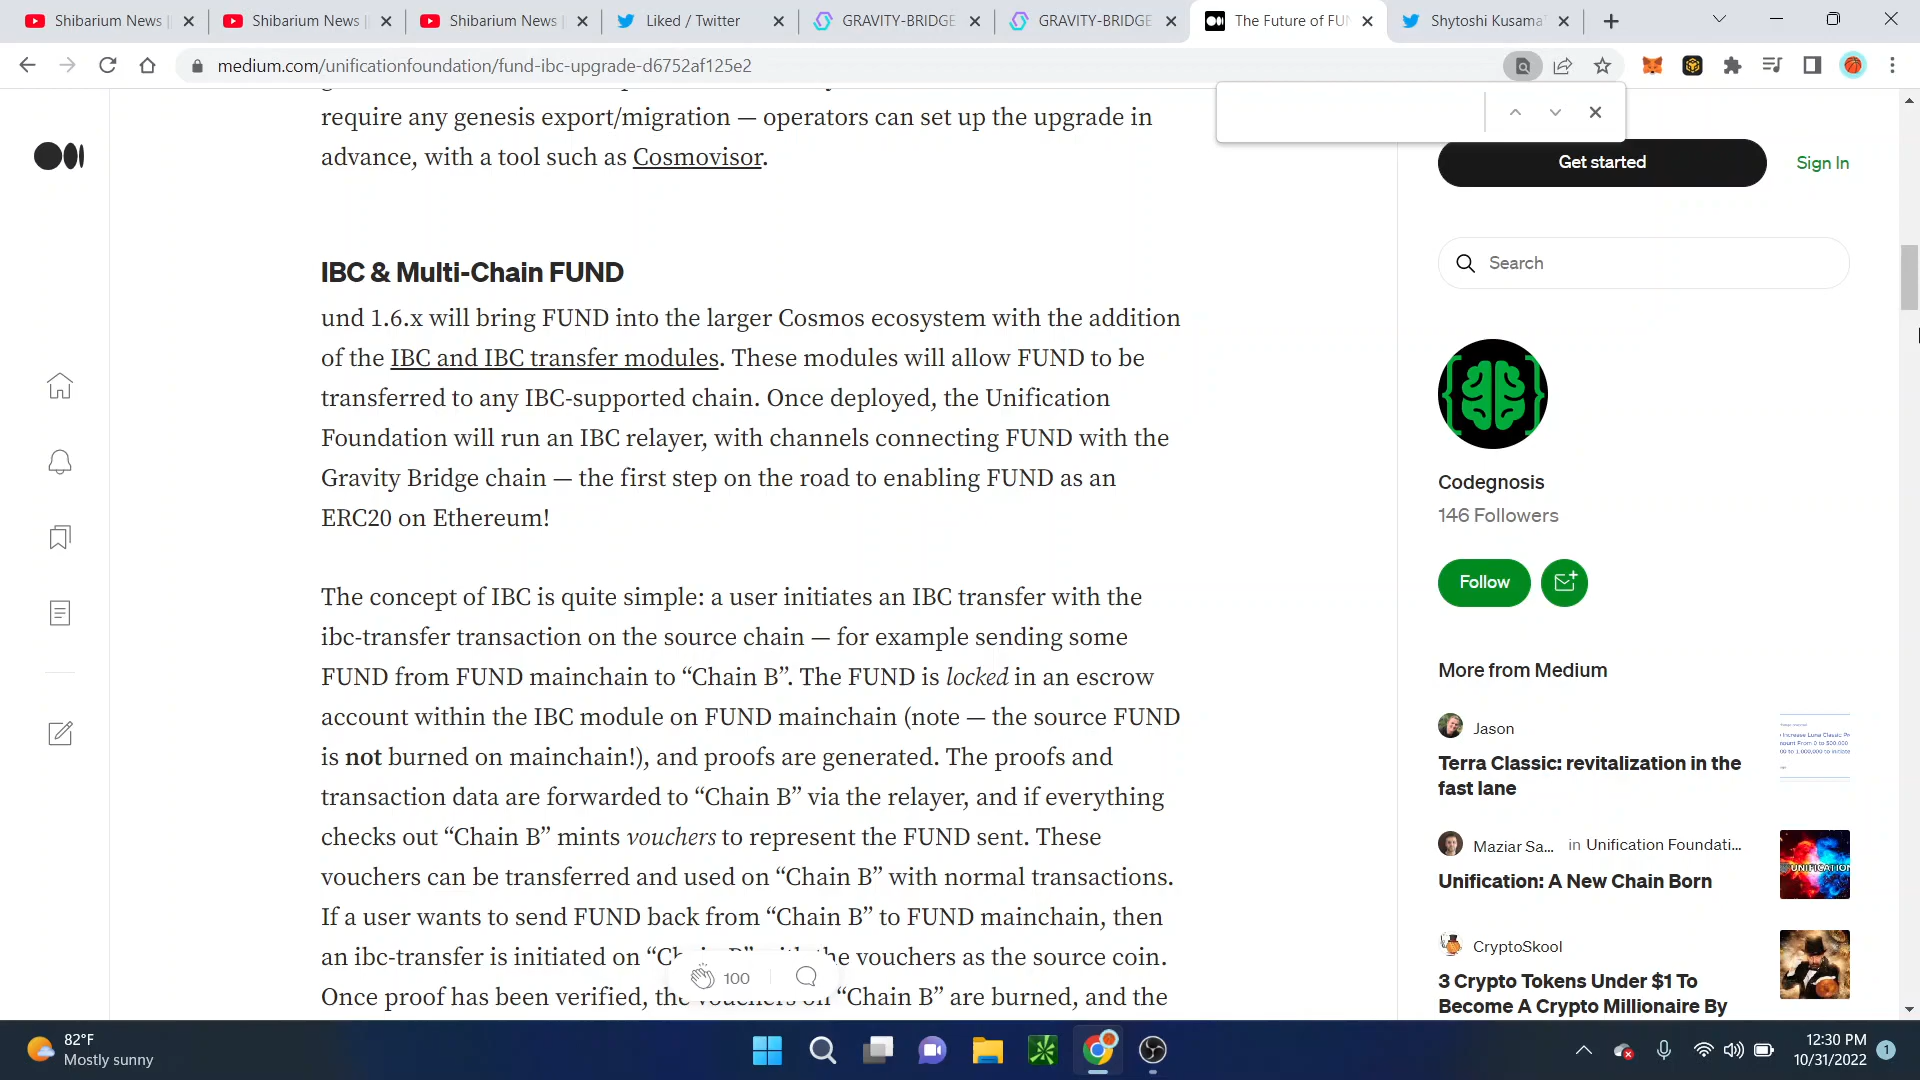 Shibarium News
Shibarium News
Shibarium News
Liked / Twitter
GRAVITY-BRIDGE
GRAVITY-BRIDGE
The Future of FUN
Shytoshi Kusama
medium.com/unificationfoundation/fund-ibc-upgrade-d6752af125e2
require any genesis export/migration — operators can set up the upgrade in
advance, with a tool such as Cosmovisor.
IBC & Multi-Chain FUND
und 1.6.x will bring FUND into the larger Cosmos ecosystem with the addition
of the IBC and IBC transfer modules. These modules will allow FUND to be
transferred to any IBC-supported chain. Once deployed, the Unification
Foundation will run an IBC relayer, with channels connecting FUND with the
Gravity Bridge chain — the first step on the road to enabling FUND as an
ERC20 on Ethereum!
The concept of IBC is quite simple: a user initiates an IBC transfer with the
ibc-transfer transaction on the source chain — for example sending some
FUND from FUND mainchain to “Chain B”. The FUND is locked in an escrow
account within the IBC module on FUND mainchain (note — the source FUND
is not burned on mainchain!), and proofs are generated. The proofs and
transaction data are forwarded to “Chain B” via the relayer, and if everything
checks out “Chain B” mints vouchers to represent the FUND sent. These
vouchers can be transferred and used on “Chain B” with normal transactions.
If a user wants to send FUND back from “Chain B” to FUND mainchain, then
an ibc-transfer is initiated on the vouchers as the source coin.
Once proof has been verified, the vouchers on “Chain B” are burned, and the
100
Get started
Sign In
Search
Codegnosis
146 Followers
Follow
More from Medium
Jason
Terra Classic: revitalization in the
fast lane
Maziar Sa... in Unification Foundati...
Unification: A New Chain Born
UNIFICATION
CryptoSkool
3 Crypto Tokens Under $1 To
Become A Crypto Millionaire By
82°F
Mostly sunny
12:30 PM
10/31/2022
1